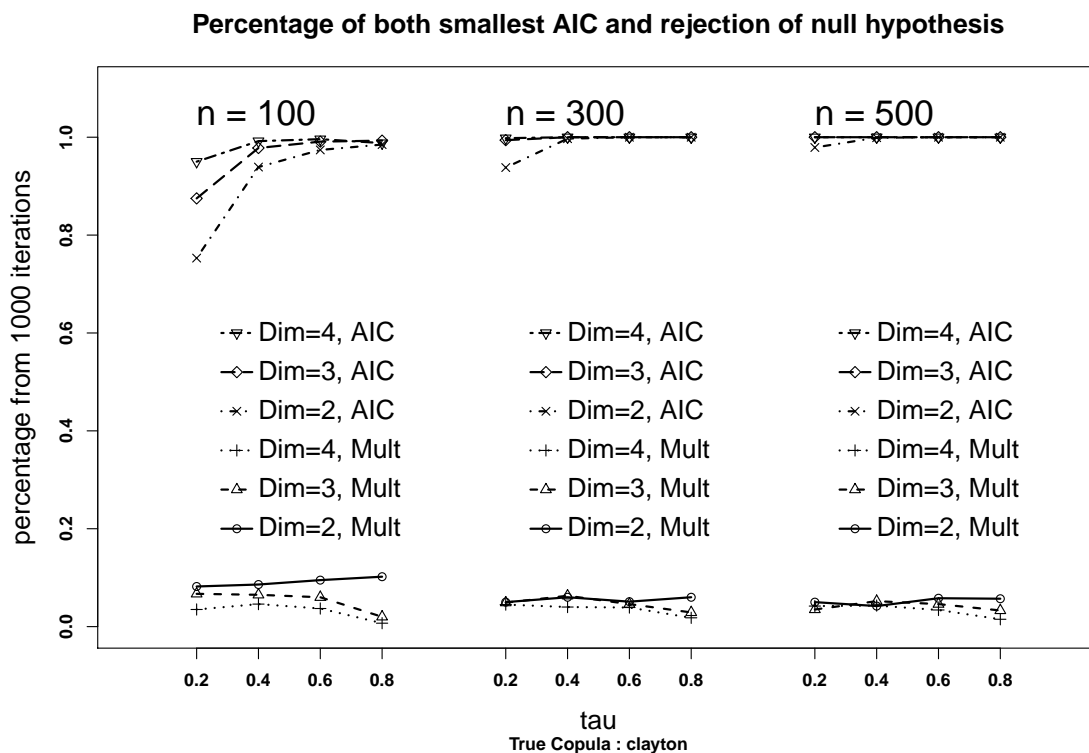 Percentage of both smallest AIC and rejection of null hypothesis
percentage from 1000 iterations
1.0
0.8
0.6
0.4
0.2
0.0
n = 100
Dim=4, AIC
Dim=3, AIC
Dim=2, AIC
Dim=4, Mult
Dim=3, Mult
Dim=2, Mult
n = 300
Dim=4, AIC
Dim=3, AIC
Dim=2, AIC
Dim=4, Mult
Dim=3, Mult
Dim=2, Mult
n = 500
Dim=4, AIC
Dim=3, AIC
Dim=2, AIC
Dim=4, Mult
Dim=3, Mult
Dim=2, Mult
0.2 0.4 0.6 0.8 0.2 0.4 0.6 0.8 0.2 0.4 0.6 0.8
tau
True Copula : clayton